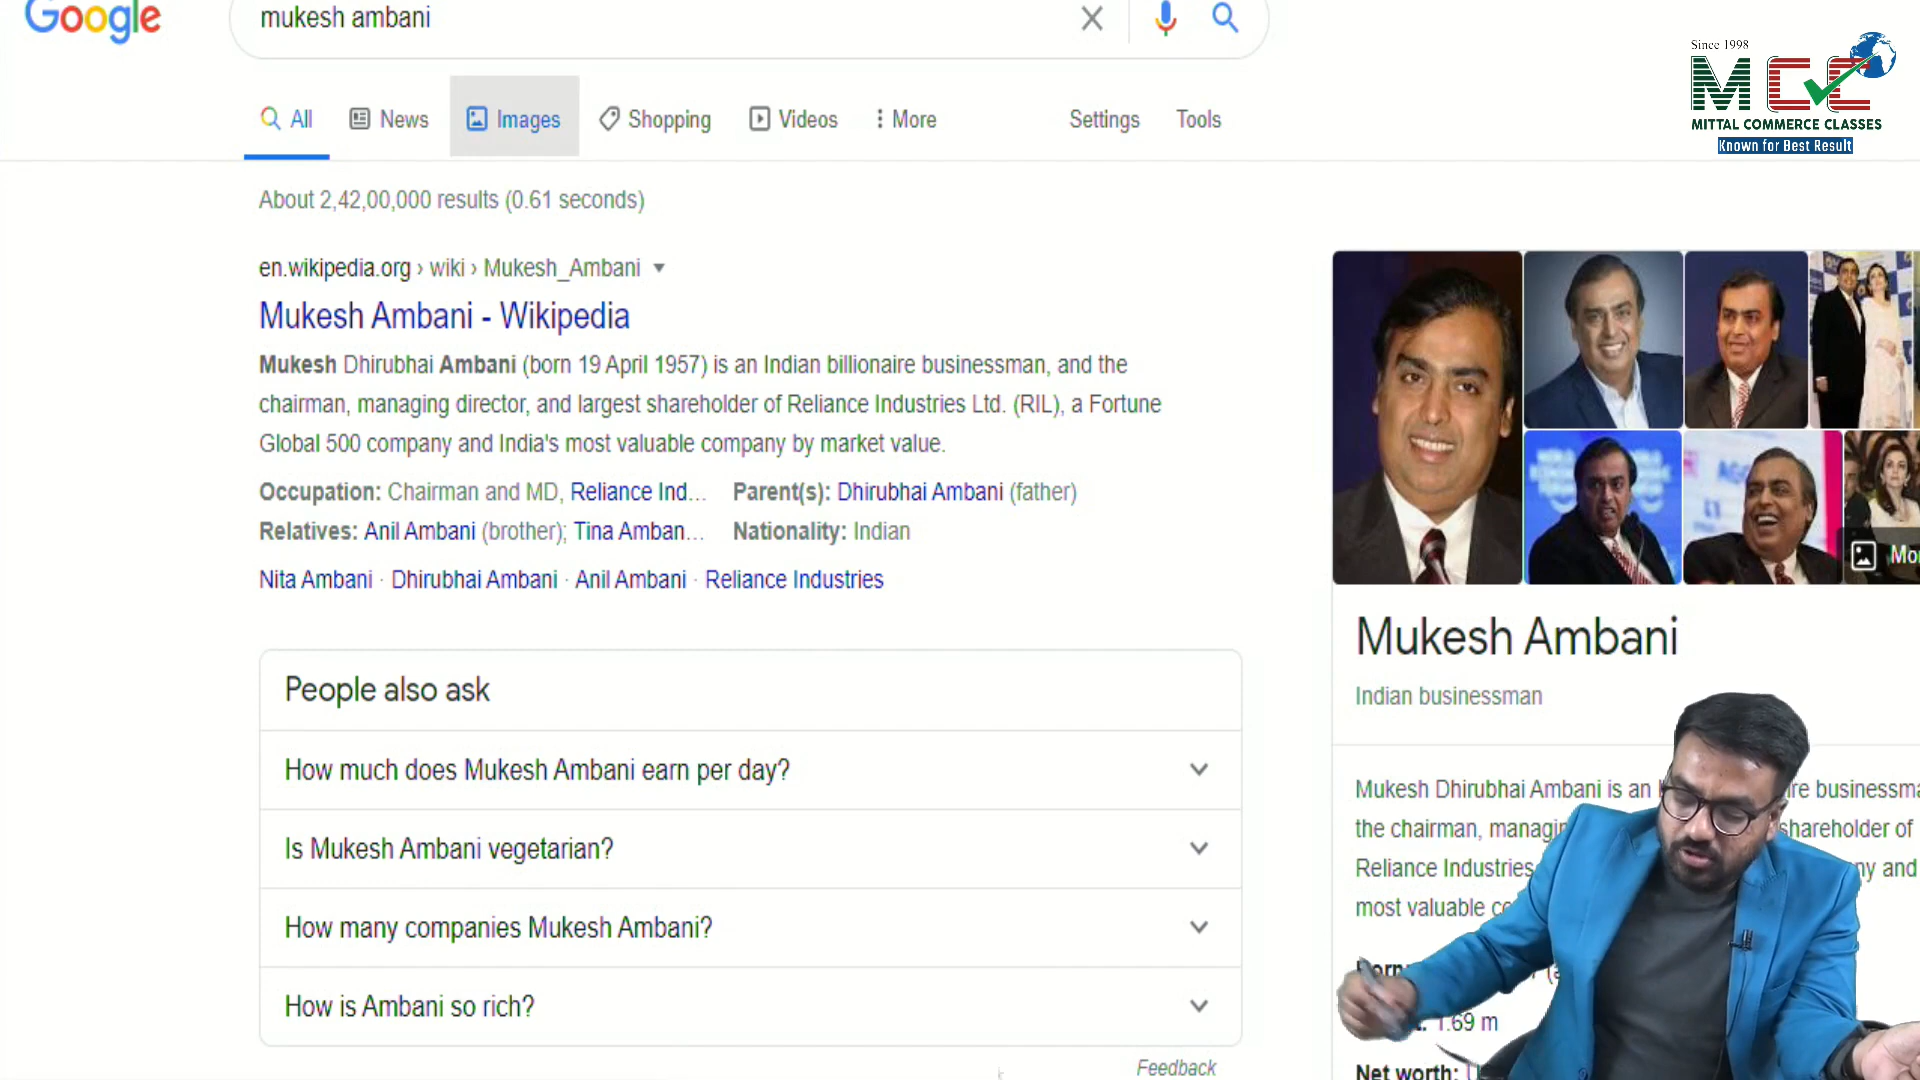 Google
mukesh ambani
All
News
Images
Shopping
Videos
More
Settings
Tools
Since 1998
MCC
MITTAL COMMERCE CLASSES
Known for Best Result
About 2,42,00,000 results (0.61 seconds)
en.wikipedia.org › wiki › Mukesh_Ambani
Mukesh Ambani - Wikipedia
Mukesh Dhirubhai Ambani (born 19 April 1957) is an Indian billionaire businessman, and the
chairman, managing director, and largest shareholder of Reliance Industries Ltd. (RIL), a Fortune
Global 500 company and India's most valuable company by market value.
Occupation: Chairman and MD, Reliance Ind... Parent(s): Dhirubhai Ambani (father)
Relatives: Anil Ambani (brother); Tina Amban... Nationality: Indian
Nita Ambani · Dhirubhai Ambani · Anil Ambani · Reliance Industries
People also ask
How much does Mukesh Ambani earn per day?
Is Mukesh Ambani vegetarian?
How many companies Mukesh Ambani?
How is Ambani so rich?
Feedback
Mukesh Ambani
Indian businessman
Mukesh Dhirubhai Ambani is an
the chairman, shareholder of
Reliance Industries and
most valuable
1.69 m
Net worth: